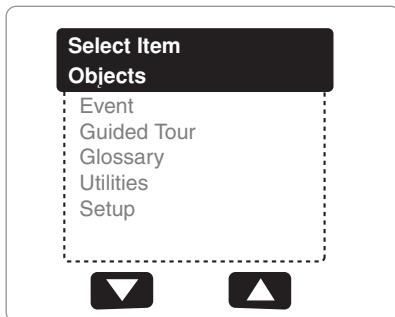 Select Item
Objects
Event
Guided Tour
Glossary
Utilities
Setup